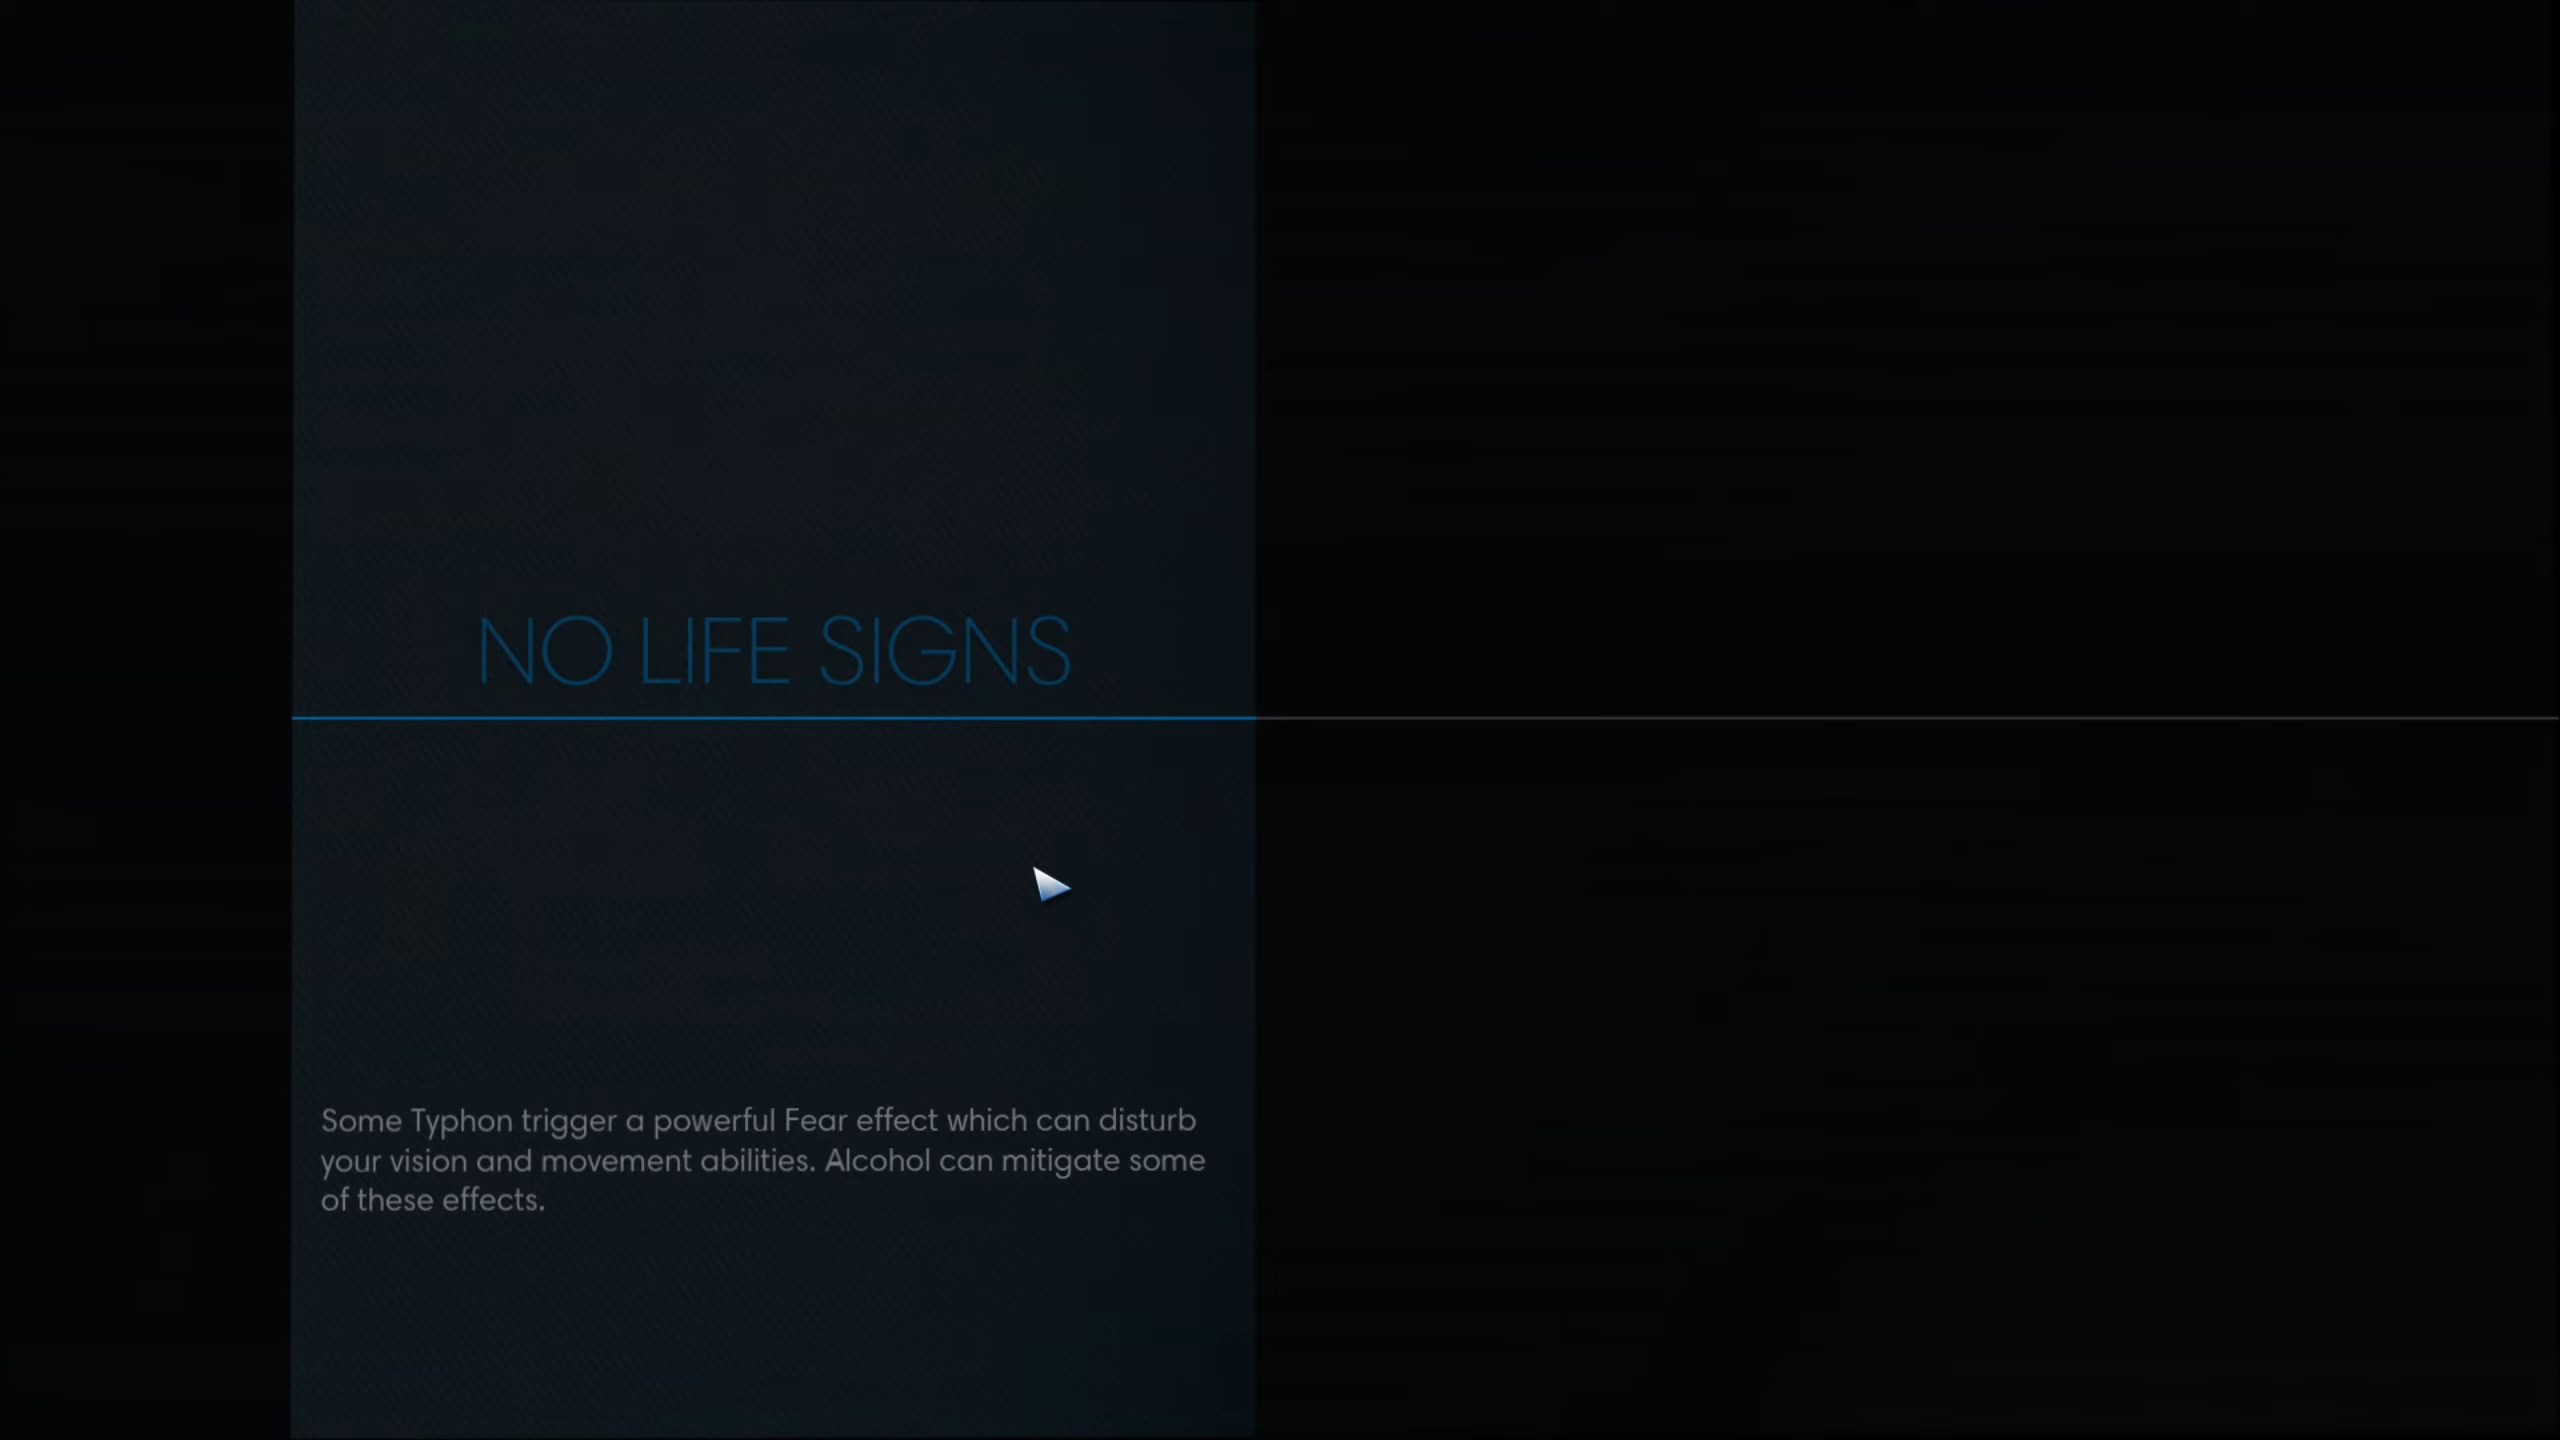 NO LIFE SIGNS
Some Typhon trigger a powerful Fear effect which can disturb
your vision and movement abilities. Alcohol can mitigate some
of these effects.